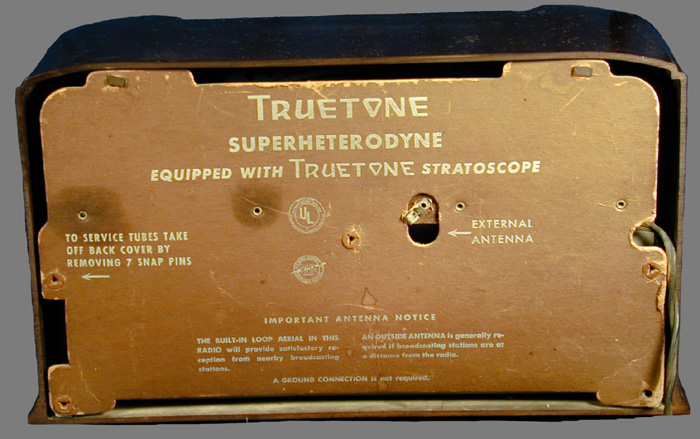 TRUETONE
SUPERHETERODYNE
EQUIPPED WITH TRUETONE STRATOSCOPE
UL
EXTERNAL
ANTENNA
TO SERVICE TUBES TAKE
OFF BACK COVER BY
REMOVING 7 SNAP PINS
IMPORTANT ANTENNA NOTICE
THE BUILT-IN LOOP AERIAL IN THIS
RADIO will provide satisfactory re-
ception from nearby broadcasting
stations.
AN OUTSIDE ANTENNA is generally re-
quired if broadcasting stations are at
a distance from the radio.
A GROUND CONNECTION is not required.